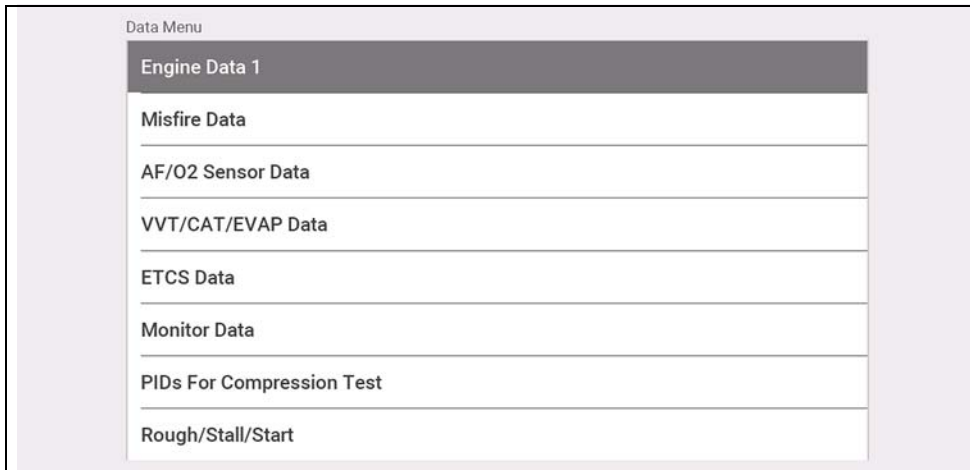 Data Menu
Engine Data 1
Misfire Data
AF/O2 Sensor Data
VVT/CAT/EVAP Data
ETCS Data
Monitor Data
PIDs For Compression Test
Rough/Stall/Start